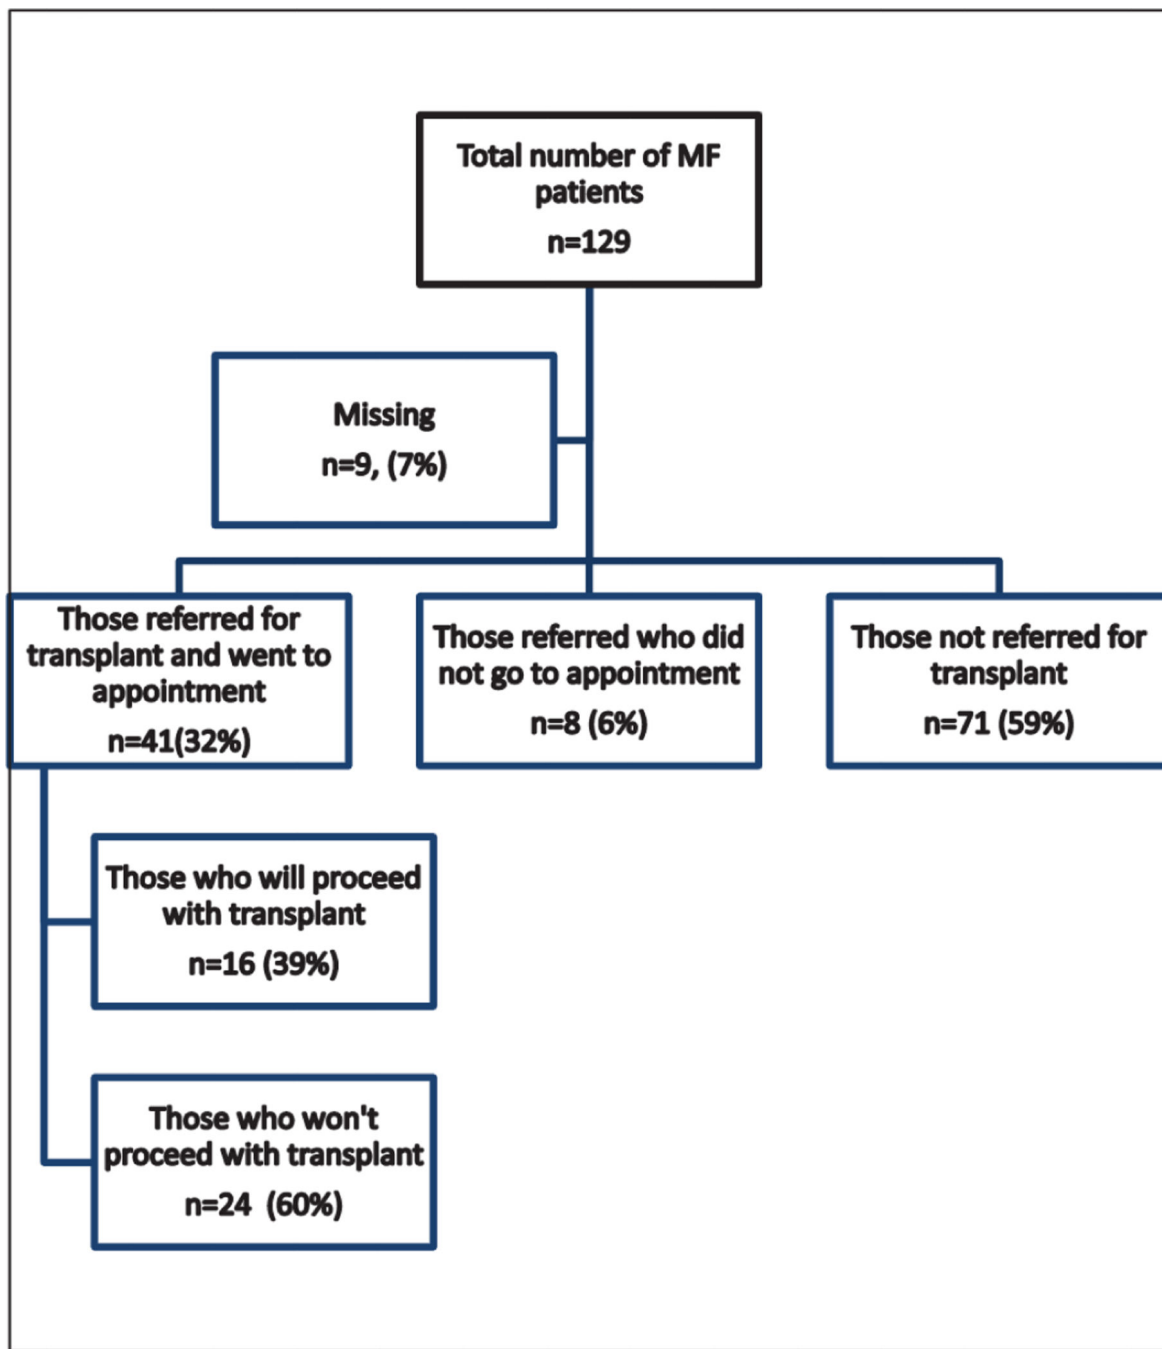 Total number of MF
patients
n=129
Missing
n=9, (7%)
Those referred for
transplant and went to
appointment
n=41(32%)
Those referred who did
not go to appointment
n=8 (6%)
Those not referred for
transplant
n=71 (59%)
Those who will proceed
with transplant
n=16 (39%)
Those who won't
proceed with transplant
n=24 (60%)